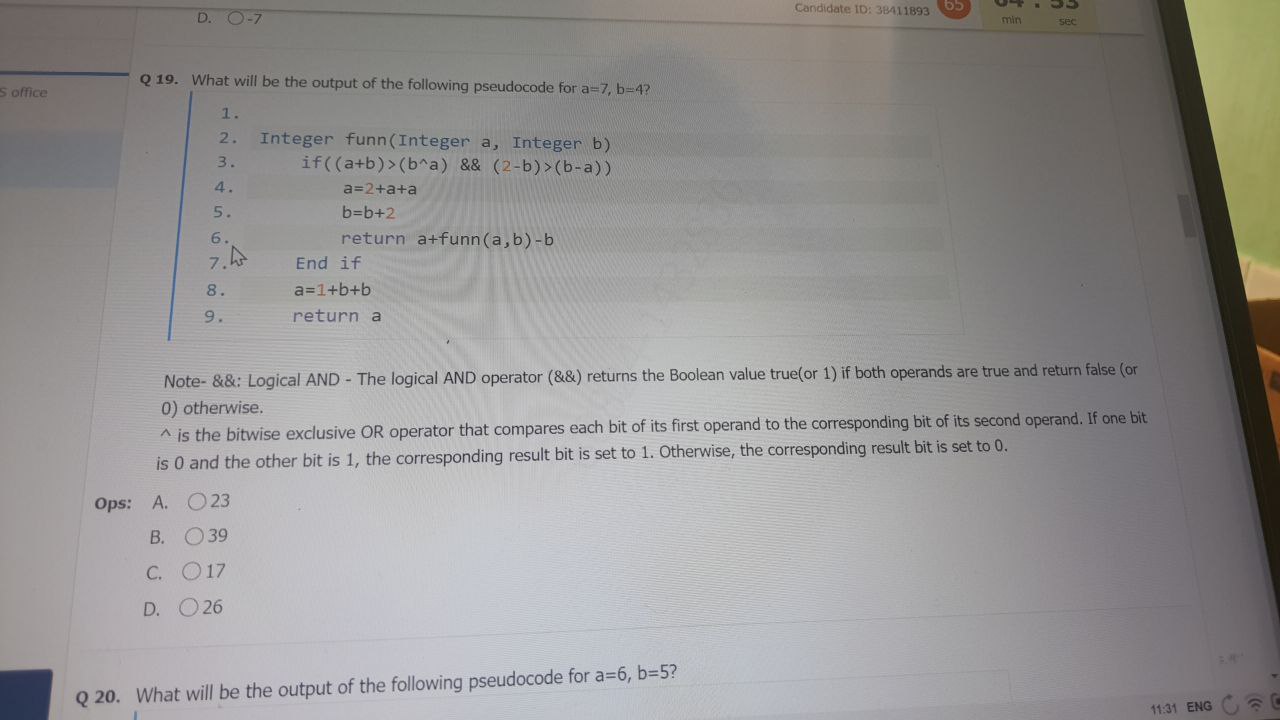 D. -7
Candidate ID: 38411893
65
min sec
S office
Q 19. What will be the output of the following pseudocode for a=7, b=4?
1.
2. Integer funn(Integer a, Integer b)
3. if((a+b)>(b^a) && (2-b)>(b-a))
4. a=2+a+a
5. b=b+2
6. return a+funn(a,b)-b
7. End if
8. a=1+b+b
9. return a
Note- &&: Logical AND - The logical AND operator (&&) returns the Boolean value true(or 1) if both operands are true and return false (or
0) otherwise.
^ is the bitwise exclusive OR operator that compares each bit of its first operand to the corresponding bit of its second operand. If one bit
is 0 and the other bit is 1, the corresponding result bit is set to 1. Otherwise, the corresponding result bit is set to 0.
Ops: A. 23
B. 39
C. 17
D. 26
Q 20. What will be the output of the following pseudocode for a=6, b=5?
11:31 ENG